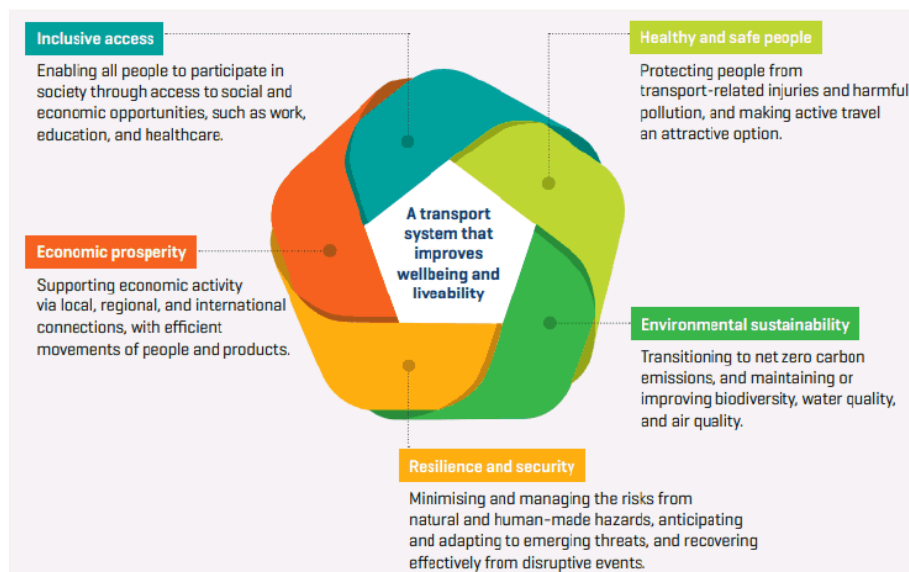 Inclusive access
Enabling all people to participate in
society through access to social and
economic opportunities, such as work,
education, and healthcare.
Healthy and safe people
Protecting people from
transport-related injuries and harmful
pollution, and making active travel
an attractive option.
A transport
system that
improves
wellbeing and
liveability
Economic prosperity
Supporting economic activity
via local, regional, and international
connections, with efficient
movements of people and products.
Environmental sustainability
Transitioning to net zero carbon
emissions, and maintaining or
improving biodiversity, water quality,
and air quality.
Resilience and security
Minimising and managing the risks from
natural and human-made hazards, anticipating
and adapting to emerging threats, and recovering
effectively from disruptive events.